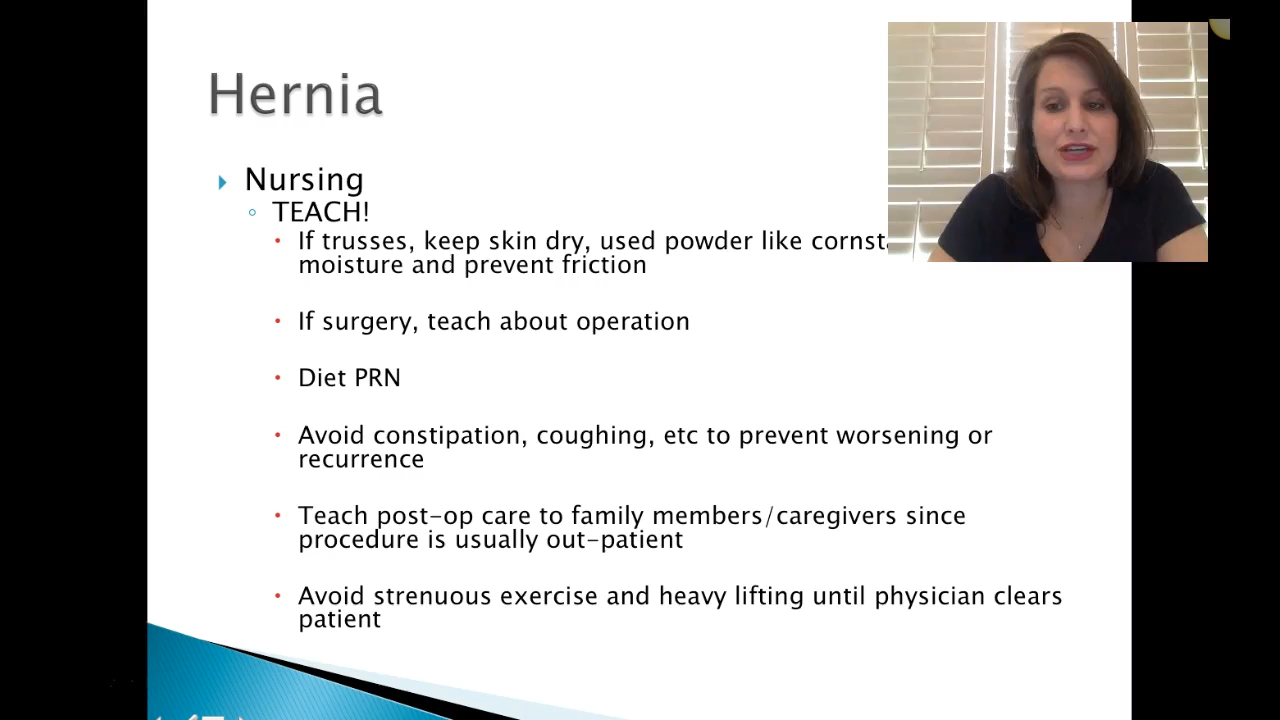 Hernia
Nursing
TEACH!
If trusses, keep skin dry, used powder like
moisture and prevent friction
If surgery, teach about operation
Diet PRN
Avoid constipation, coughing, etc to prevent worsening or
recurrence
Teach post-op care to family members/caregivers since
procedure is usually out-patient
Avoid strenuous exercise and heavy lifting until physician clears
patient